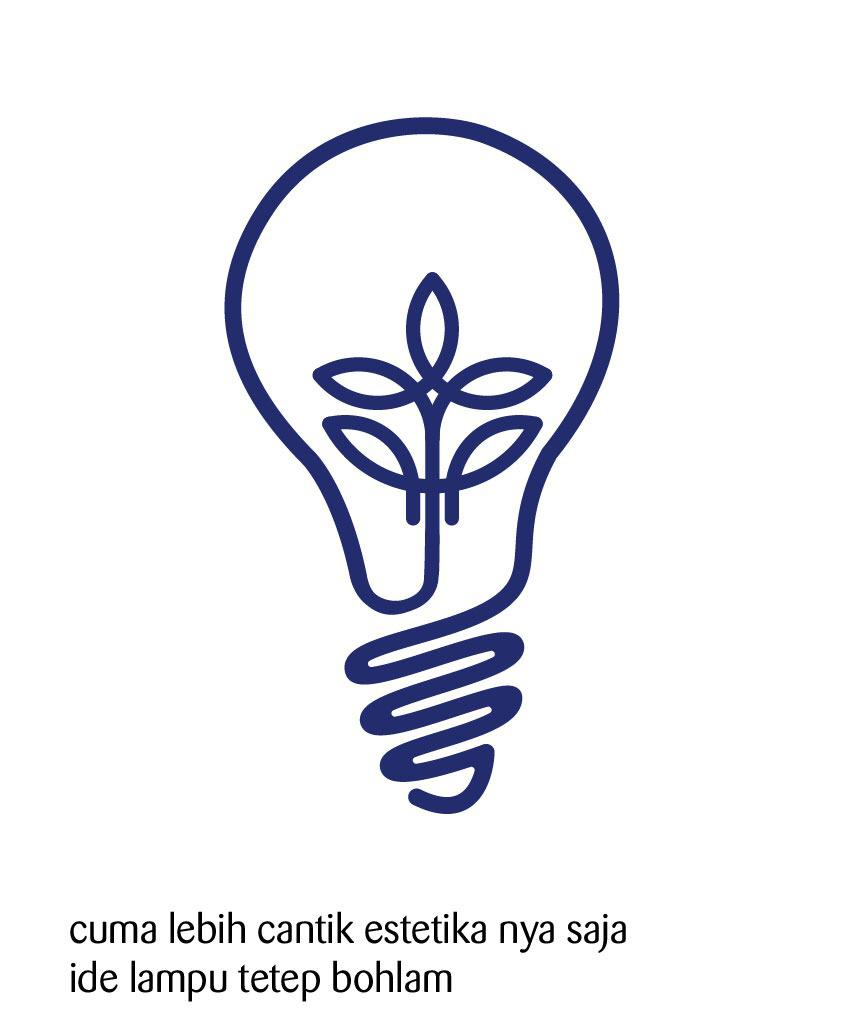 cuma lebih cantik estetika nya saja
ide lampu tetep bohlam